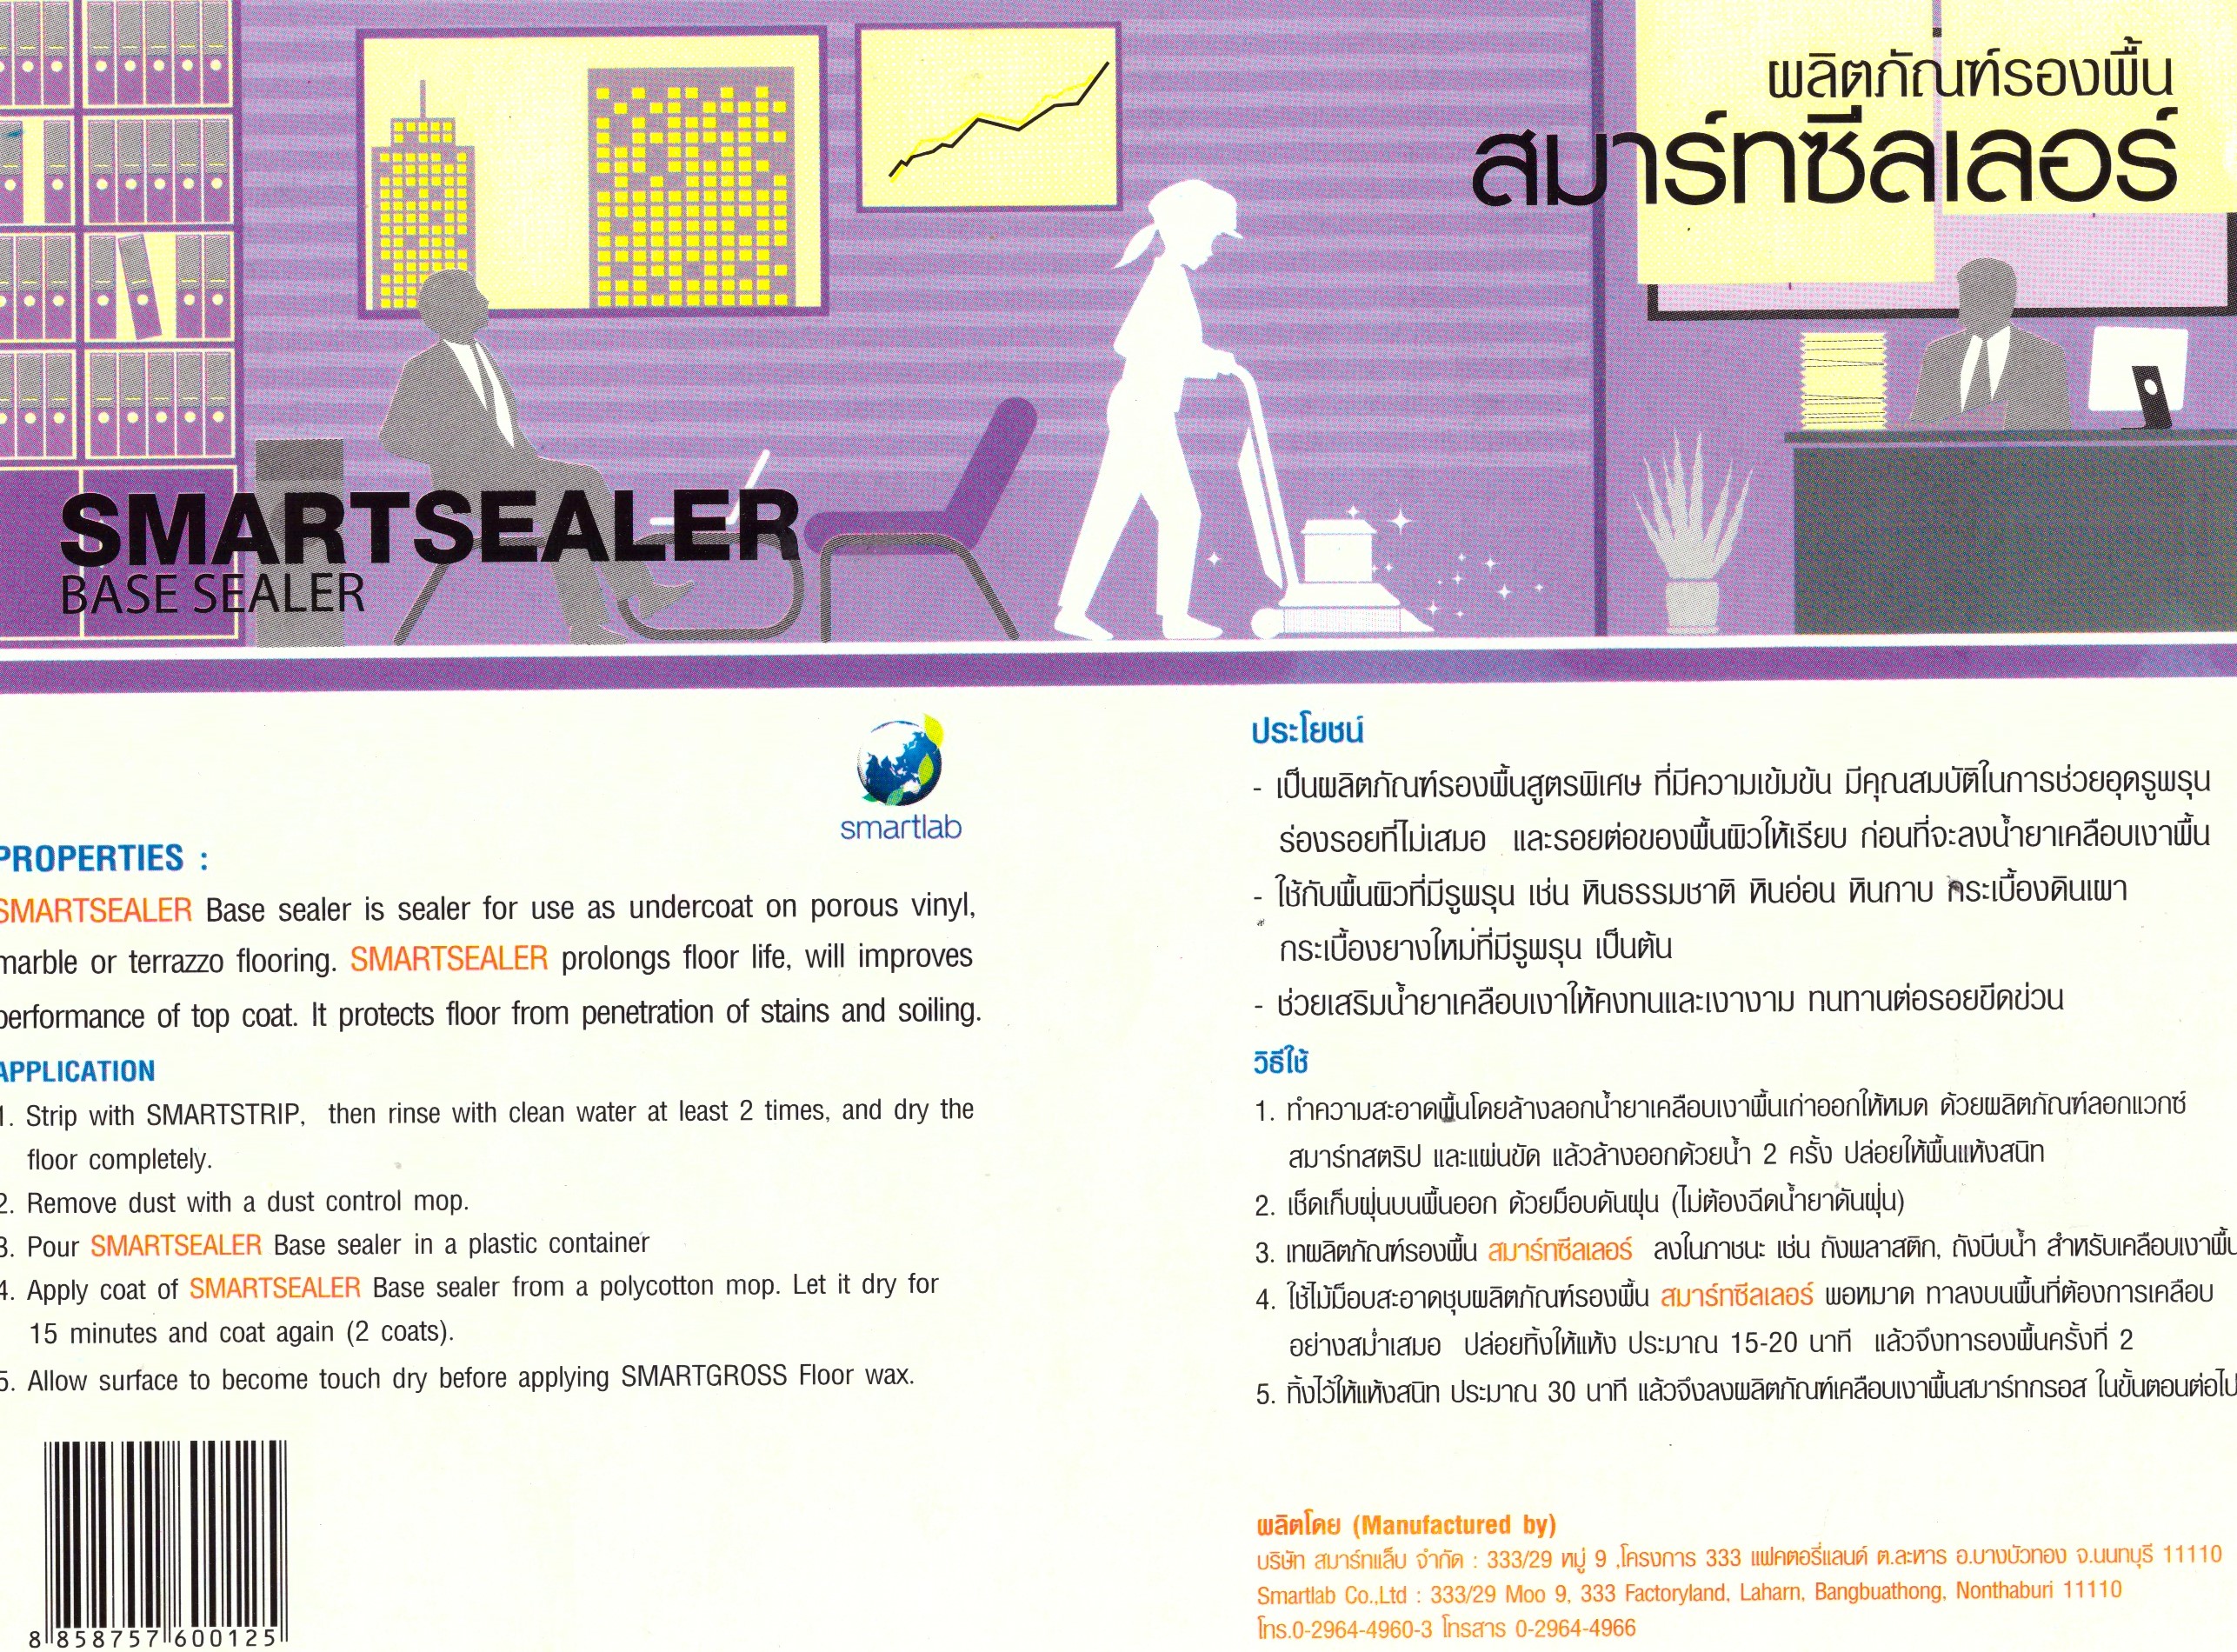 ผลิตภัณฑ์รองพื้น
สมาร์ทซีลเลอร์
SMARTSEALER
BASE SEALER
smartlab
PROPERTIES :
SMARTSEALER Base sealer is sealer for use as undercoat on porous vinyl,
marble or terrazzo flooring. SMARTSEALER prolongs floor life, will improves
performance of top coat. It protects floor from penetration of stains and soiling.
APPLICATION
1. Strip with SMARTSTRIP, then rinse with clean water at least 2 times, and dry the
floor completely.
2. Remove dust with a dust control mop.
3. Pour SMARTSEALER Base sealer in a plastic container
4. Apply coat of SMARTSEALER Base sealer from a polycotton mop. Let it dry for
15 minutes and coat again (2 coats).
5. Allow surface to become touch dry before applying SMARTGROSS Floor wax.
8 858757 600125
ประโยชน์
- เป็นผลิตภัณฑ์รองพื้นสูตรพิเศษ ที่มีความเข้มข้น มีคุณสมบัติในการช่วยอุดรูพรุน
ร่องรอยที่ไม่เสมอ และรอยต่อของพื้นผิวให้เรียบ ก่อนที่จะลงน้ำยาเคลือบเงาพื้น
- ใช้กับพื้นผิวที่มีรูพรุน เช่น หินธรรมชาติ หินอ่อน หินกาบ กระเบื้องดินเผา
กระเบื้องยางใหม่ที่มีรูพรุน เป็นต้น
- ช่วยเสริมน้ำยาเคลือบเงาให้คงทนและเงางาม ทนทานต่อรอยขีดข่วน
วิธีใช้
1. ทำความสะอาดพื้นโดยล้างลอกน้ำยาเคลือบเงาพื้นเก่าออกให้หมด ด้วยผลิตภัณฑ์ลอกแวกซ์
สมาร์ทสตริป และแผ่นขัด แล้วล้างออกด้วยน้ำ 2 ครั้ง ปล่อยให้พื้นแห้งสนิท
2. เช็ดเก็บฝุ่นบนพื้นออก ด้วยม็อบดันฝุ่น (ไม่ต้องฉีดน้ำยาดันฝุ่น)
3. เทผลิตภัณฑ์รองพื้น สมาร์ทซีลเลอร์ ลงในภาชนะ เช่น ถังพลาสติก, ถังบีบน้ำ สำหรับเคลือบเงาพื้น
4. ใช้ไม้ม็อบสะอาดชุบผลิตภัณฑ์รองพื้น สมาร์ทซีลเลอร์ พอหมาด ทาลงบนพื้นที่ต้องการเคลือบ
อย่างสม่ำเสมอ ปล่อยทิ้งให้แห้ง ประมาณ 15-20 นาที แล้วจึงทารองพื้นครั้งที่ 2
5. ทิ้งไว้ให้แห้งสนิท ประมาณ 30 นาที แล้วจึงลงผลิตภัณฑ์เคลือบเงาพื้นสมาร์ทกรอส ในขั้นตอนต่อไป
ผลิตโดย (Manufactured by)
บริษัท สมาร์ทแล็บ จำกัด : 333/29 หมู่ 9 ,โครงการ 333 แฟคตอรี่แลนด์ ต.ละหาร อ.บางบัวทอง จ.นนทบุรี 11110
Smartlab Co.,Ltd : 333/29 Moo 9, 333 Factoryland, Laharn, Bangbuathong, Nonthaburi 11110
โทร.0-2964-4960-3 โทรสาร 0-2964-4966